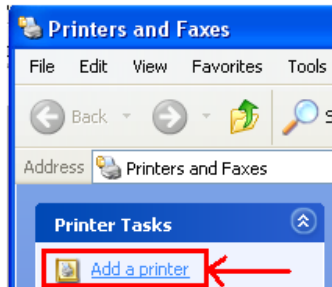 Printers and Faxes
File Edit View Favorites Tools
Back
Address Printers and Faxes
Printer Tasks
Add a printer